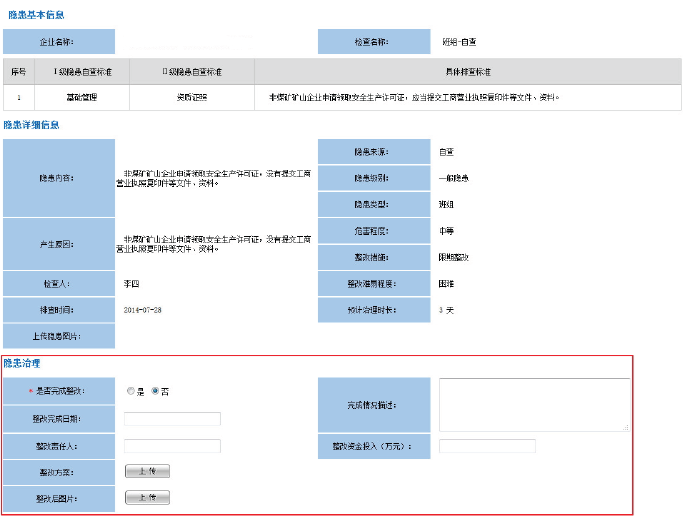 隐患基本信息
企业名称： 检查名称： 班组-自查
序号 I 级隐患自查标准 II 级隐患自查标准 具体排查标准
1 基础管理 资质证照 非煤矿矿山企业申请领取安全生产许可证，应当提交工商营业执照复印件等文件、资料。
隐患详细信息
隐患内容： 非煤矿矿山企业申请领取安全生产许可证，没有提交工商
营业执照复印件等文件、资料。
隐患来源： 自查
隐患级别： 一般隐患
隐患类型： 班组
产生原因： 非煤矿矿山企业申请领取安全生产许可证，没有提交工商
营业执照复印件等文件、资料。
危害程度： 中等
整改措施： 限期整改
检查人： 李四 整改难易程度： 困难
排查时间： 2014-07-28 预计治理时长： 3 天
上传隐患图片：
隐患治理
* 是否完成整改： 是 否
完成情况描述：
整改完成日期：
整改责任人： 整改资金投入（万元）：
整改方案： 上 传
整改后图片： 上 传